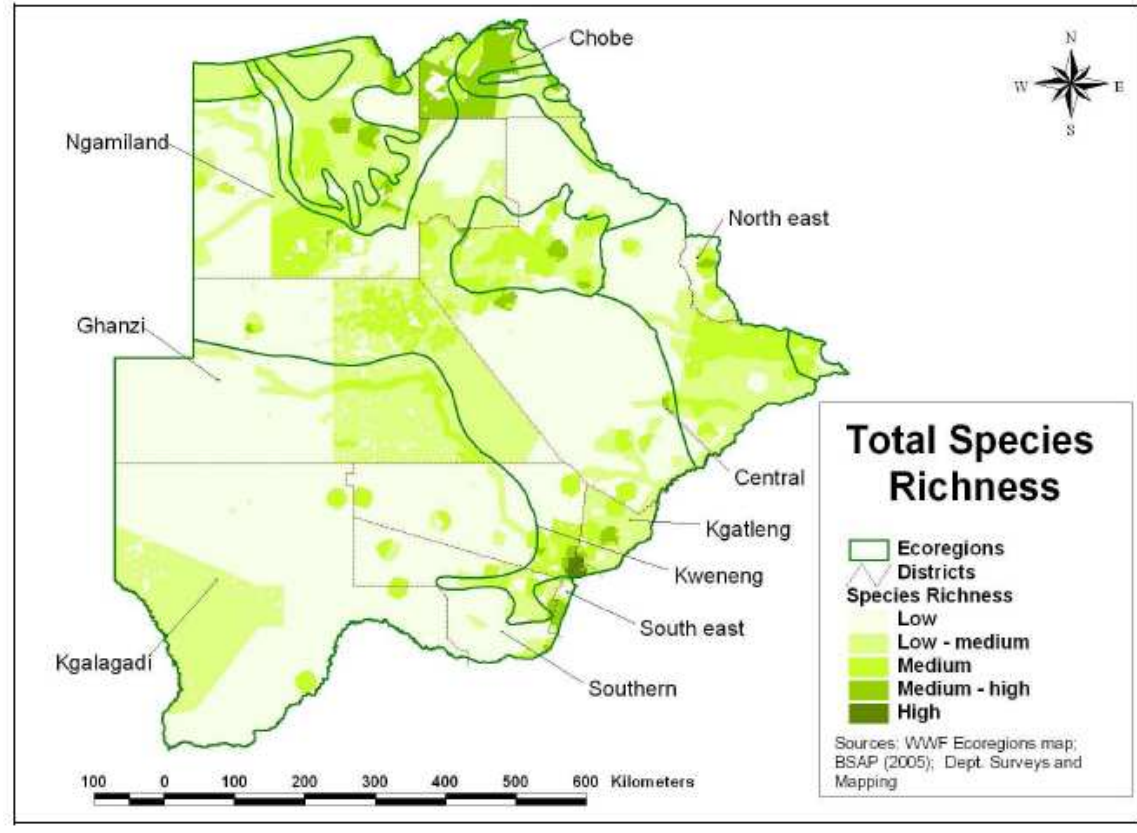 Chobe
N
W E
S
Ngamiland
North east
Ghanzi
Total Species
Richness
Central
Kgatleng
Ecoregions
Districts
Kweneng
Species Richness
Low
South east
Low - medium
Kgalagadi
Medium
Southern
Medium - high
High
Sources: WWF Ecoregions map;
BSAP (2005); Dept. Surveys and
Mapping
100 0 100 200 300 400 500 600 Kilometers